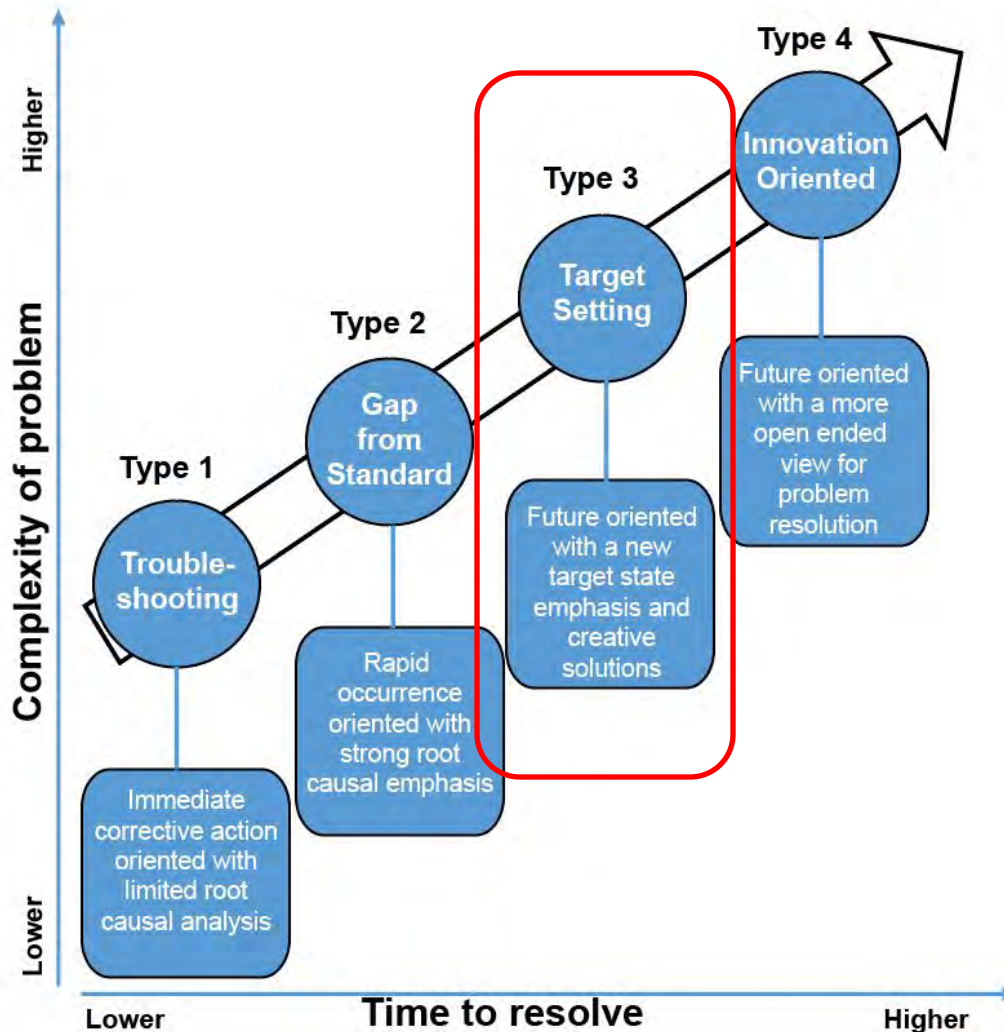 Type 4
Higher
Innovation
Oriented
Type 3
Target
Setting
Type 2
Gap
from
Standard
Future oriented
with a more
open ended
view for
problem
resolution
Type 1
Trouble-
shooting
Future oriented
with a new
target state
emphasis and
creative
solutions
Complexity of problem
Rapid
occurrence
oriented with
strong root
causal emphasis
Immediate
corrective action
oriented with
limited root
causal analysis
Lower
Lower
Time to resolve
Higher